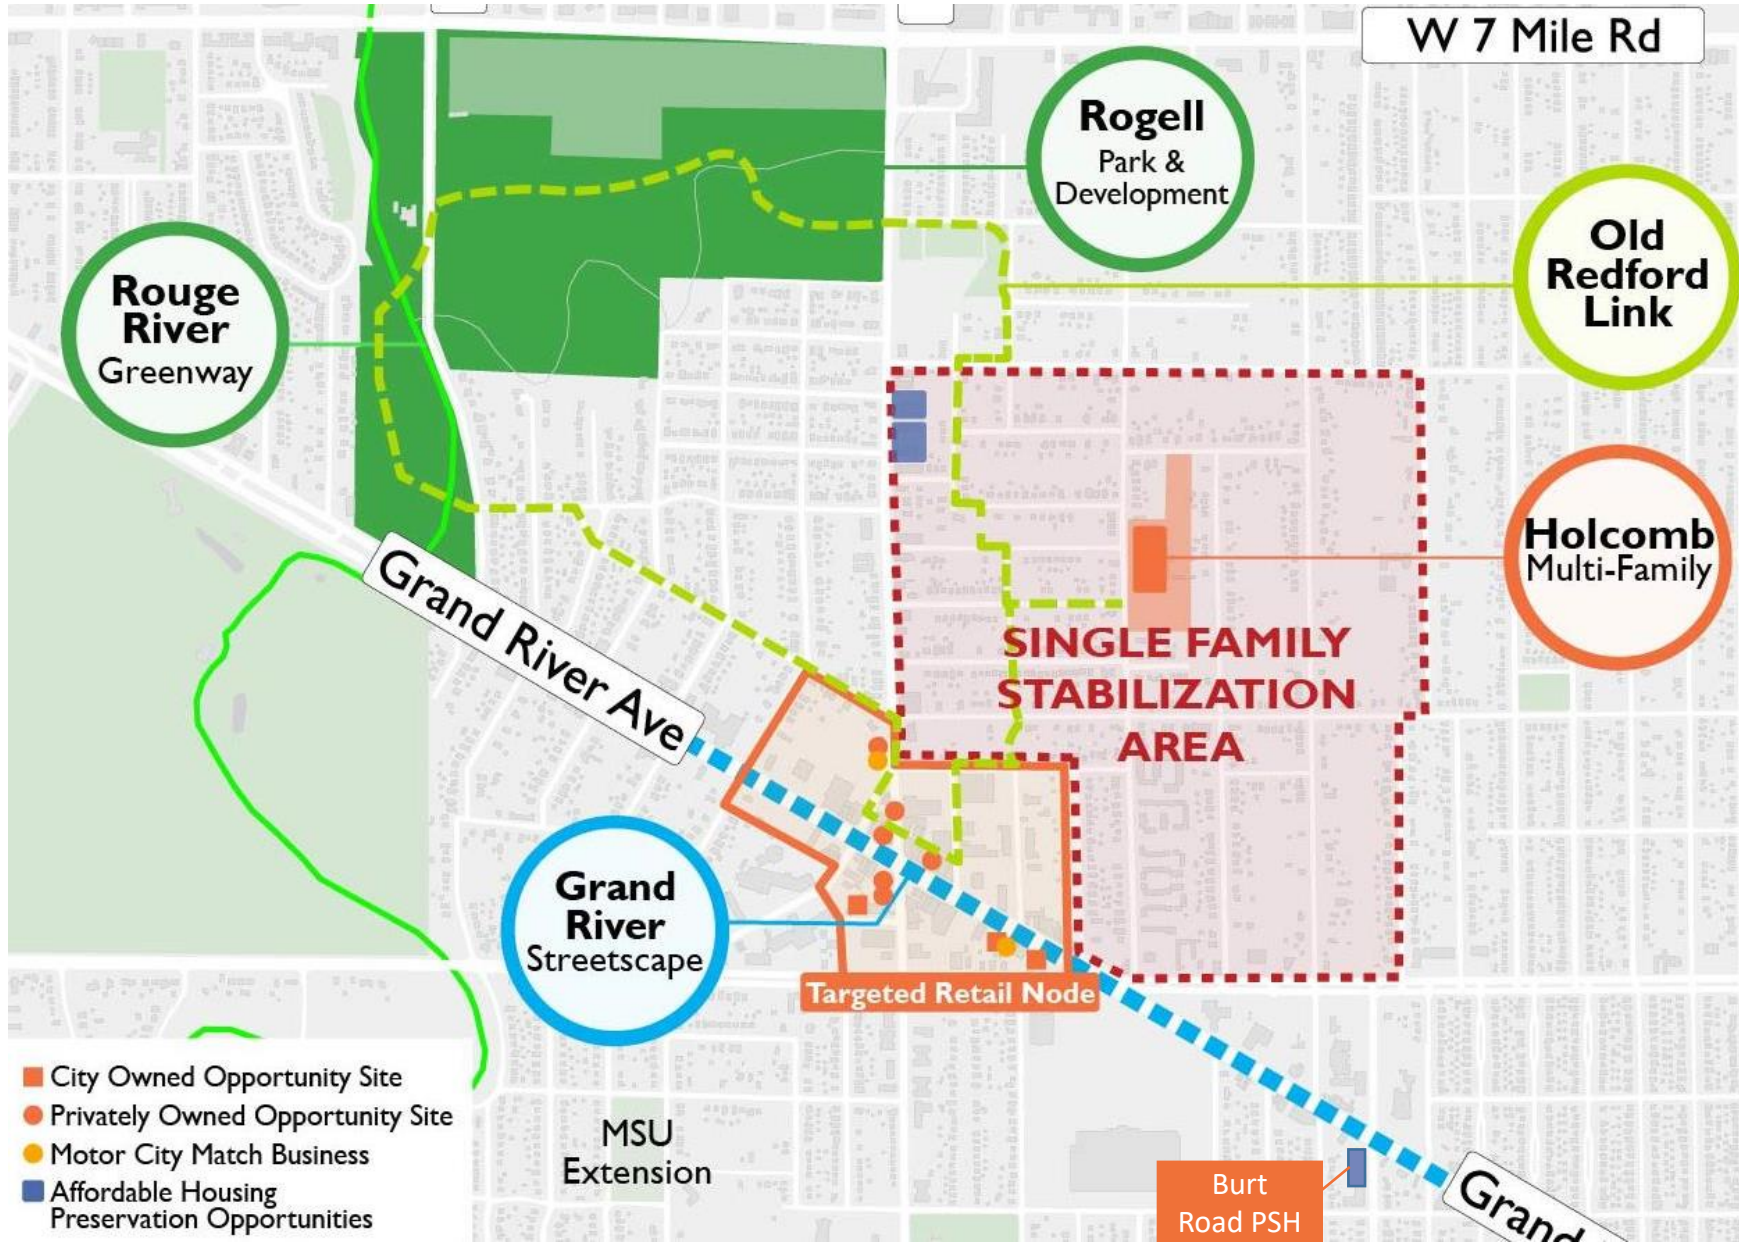 W 7 Mile Rd
Rogell
Park &
Development
Old
Redford
Link
Rouge
River
Greenway
Holcomb
Multi-Family
Grand River Ave
SINGLE FAMILY
STABILIZATION
AREA
Grand
River
Streetscape
Targeted Retail Node
City Owned Opportunity Site
Privately Owned Opportunity Site
Motor City Match Business
Affordable Housing
Preservation Opportunities
MSU
Extension
Burt
Road PSH
Grand